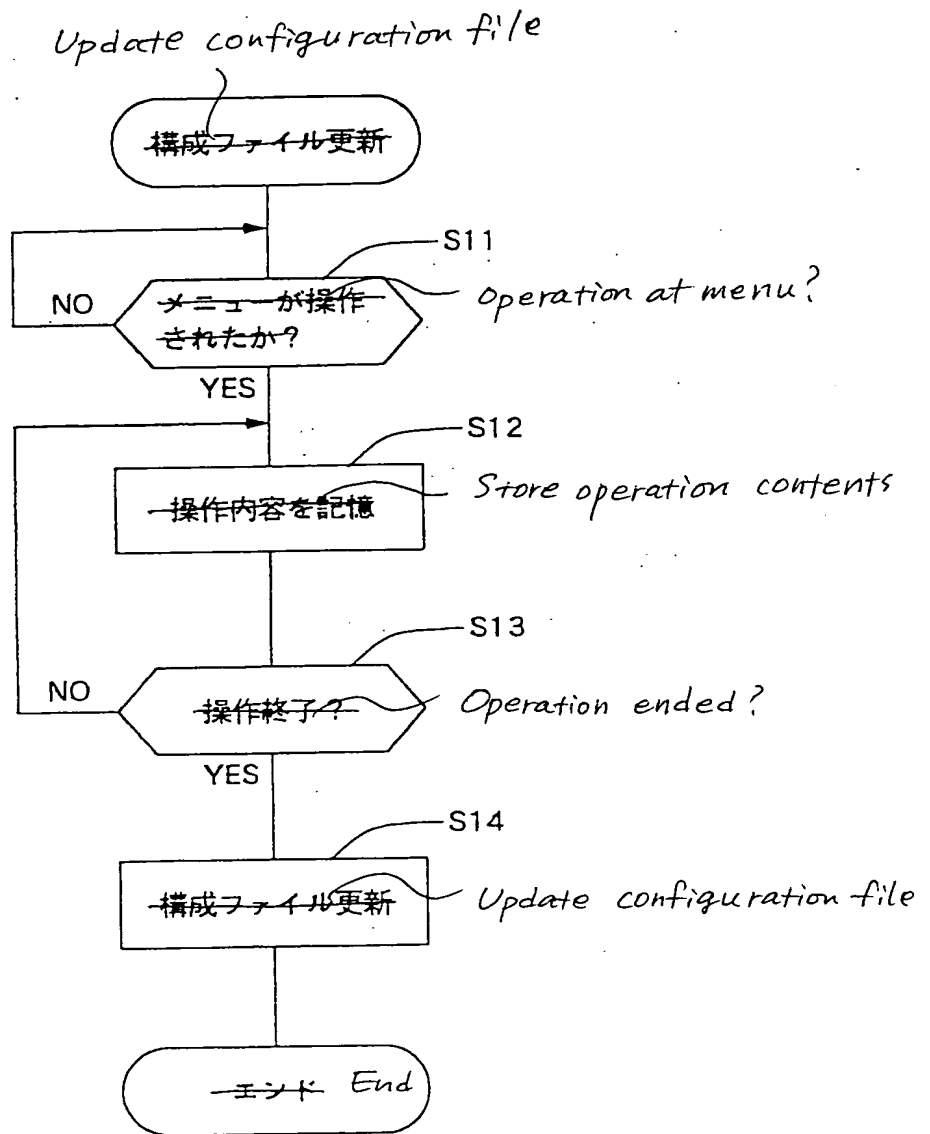 Update configuration file
構成ファイル更新
S11
NO
メニューが操作
されたか?
Operation at menu?
YES
S12
操作内容を記憶
Store operation contents
S13
NO
操作終了?
Operation ended?
YES
S14
構成ファイル更新
Update configuration file
エンド End